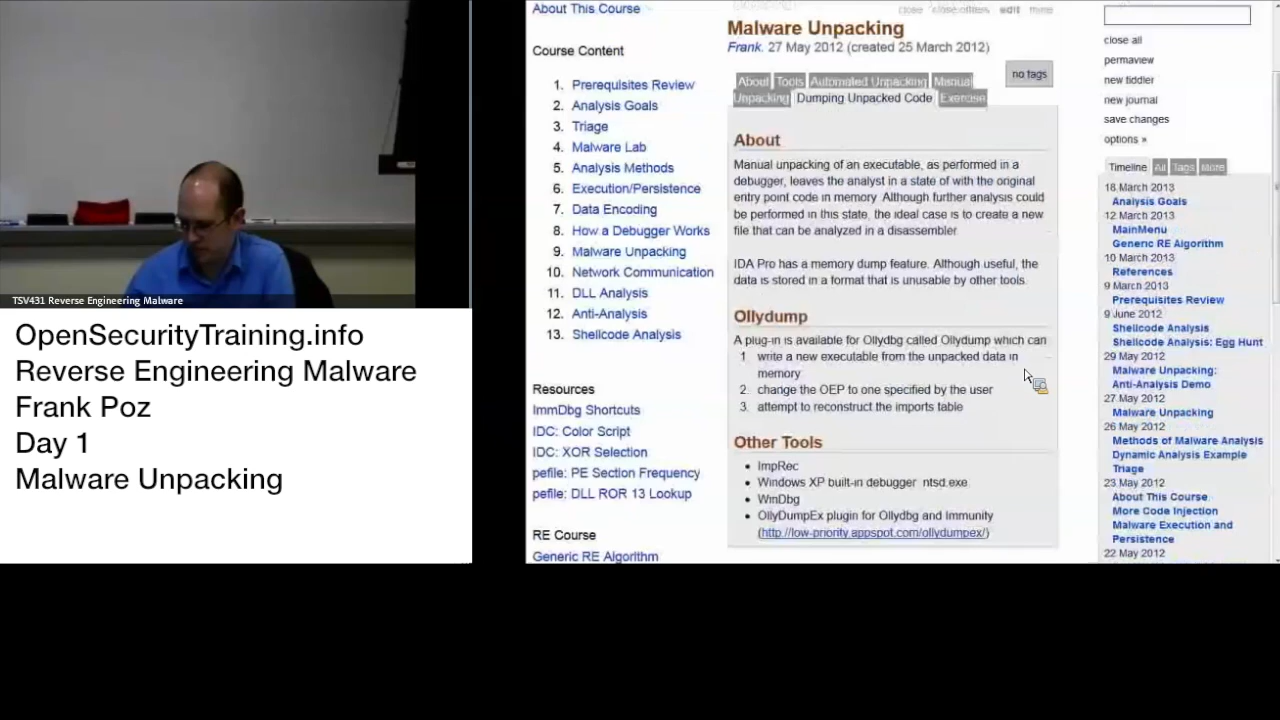 TSV431 Reverse Engineering Malware
OpenSecurityTraining.info
Reverse Engineering Malware
Frank Poz
Day 1
Malware Unpacking
About This Course
Course Content
1. Prerequisites Review
2. Analysis Goals
3. Triage
4. Malware Lab
5. Analysis Methods
6. Execution/Persistence
7. Data Encoding
8. How a Debugger Works
9. Malware Unpacking
10. Network Communication
11. DLL Analysis
12. Anti-Analysis
13. Shellcode Analysis
Resources
ImmDbg Shortcuts
IDC: Color Script
IDC: XOR Selection
pefile: PE Section Frequency
pefile: DLL ROR 13 Lookup
RE Course
Generic RE Algorithm
close close others edit more
Malware Unpacking
Frank. 27 May 2012 (created 25 March 2012)
no tags
About Tools Automated Unpacking Manual
Unpacking Dumping Unpacked Code Exercise
About
Manual unpacking of an executable, as performed in a
debugger, leaves the analyst in a state of with the original
entry point code in memory. Although further analysis could
be performed in this state, the ideal case is to create a new
file that can be analyzed in a disassembler.
IDA Pro has a memory dump feature. Although useful, the
data is stored in a format that is unusable by other tools.
Ollydump
A plug-in is available for Ollydbg called Ollydump which can
1. write a new executable from the unpacked data in
memory
2. change the OEP to one specified by the user
3. attempt to reconstruct the imports table
Other Tools
• ImpRec
• Windows XP built-in debugger ntsd.exe
• WinDbg
• OllyDumpEx plugin for Ollydbg and Immunity
(http://low-priority.appspot.com/ollydumpex/)
close all
permaview
new tiddler
new journal
save changes
options »
Timeline All Tags More
18 March 2013
Analysis Goals
12 March 2013
MainMenu
Generic RE Algorithm
10 March 2013
References
9 March 2013
Prerequisites Review
9 June 2012
Shellcode Analysis
Shellcode Analysis: Egg Hunt
29 May 2012
Malware Unpacking:
Anti-Analysis Demo
27 May 2012
Malware Unpacking
26 May 2012
Methods of Malware Analysis
Dynamic Analysis Example
Triage
23 May 2012
About This Course
More Code Injection
Malware Execution and
Persistence
22 May 2012